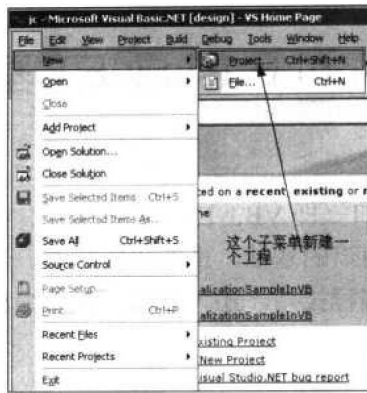 jc - Microsoft Visual Basic.NET [design] - VS Home Page
File Edit View Project Build Debug Tools Window Help
New
Project... Ctrl+Shift+N
File... Ctrl+N
Open
Close
Add Project
Open Solution...
Close Solution
Save Selected Items Ctrl+S
Save Selected Items As...
Save All Ctrl+Shift+S
Source Control
Page Setup...
Print... Ctrl+P
Recent Files
Recent Projects
Exit
ed on a recent, existing or
这个子菜单新建一
个工程
alizationSampleInVB
alizationSampleInVB
xisting Project
New Project
isual Studio.NET bug report